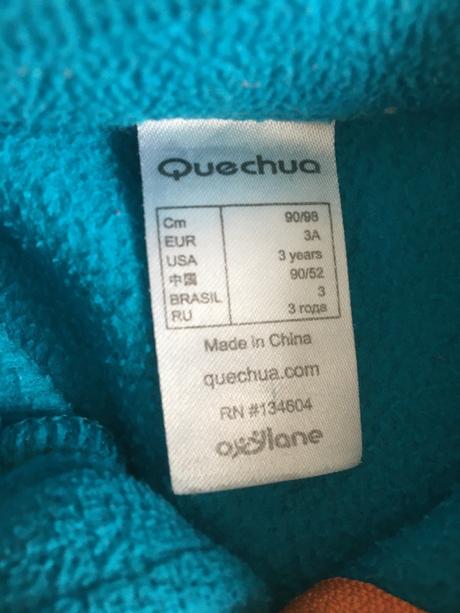 Quechua
Cm 90/98
EUR 3A
USA 3 years
中国 90/52
BRASIL 3
RU 3 года
Made in China
quechua.com
RN #134604
oxylane